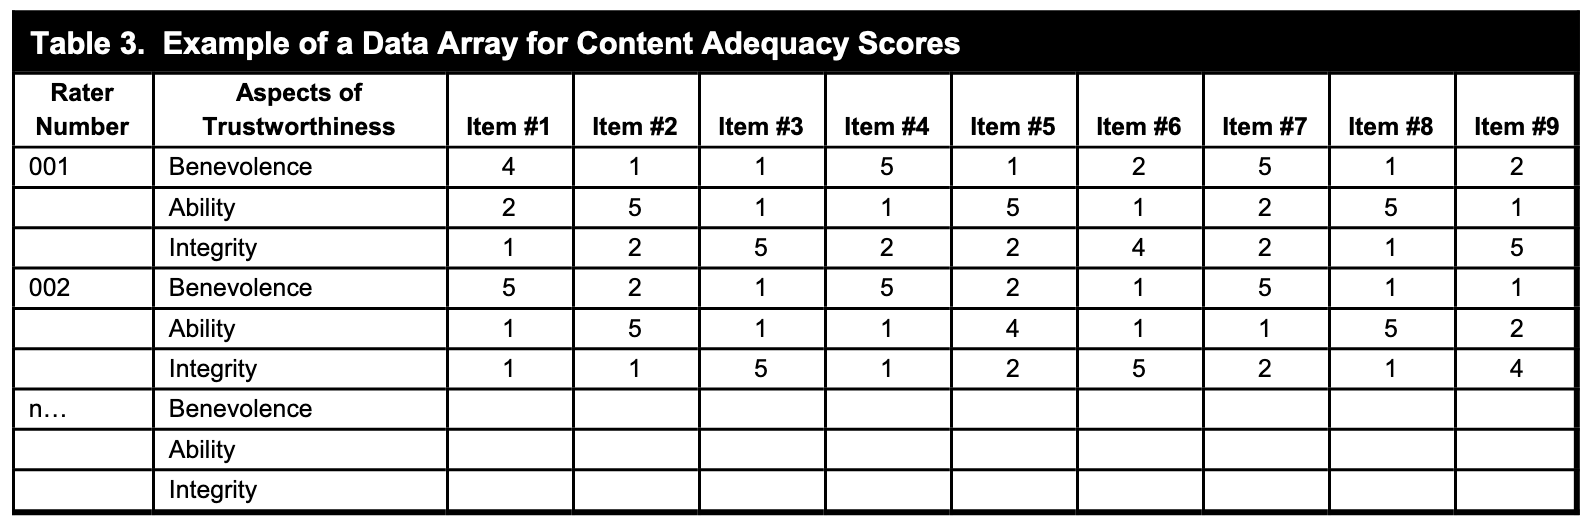 Table 3. Example of a Data Array for Content Adequacy Scores
Rater Number Aspects of Trustworthiness Item #1 Item #2 Item #3 Item #4 Item #5 Item #6 Item #7 Item #8 Item #9
001 Benevolence 4 1 1 5 1 2 5 1 2
Ability 2 5 1 1 5 1 2 5 1
Integrity 1 2 5 2 2 4 2 1 5
002 Benevolence 5 2 1 5 2 1 5 1 1
Ability 1 5 1 1 4 1 1 5 2
Integrity 1 1 5 1 2 5 2 1 4
n… Benevolence
Ability
Integrity